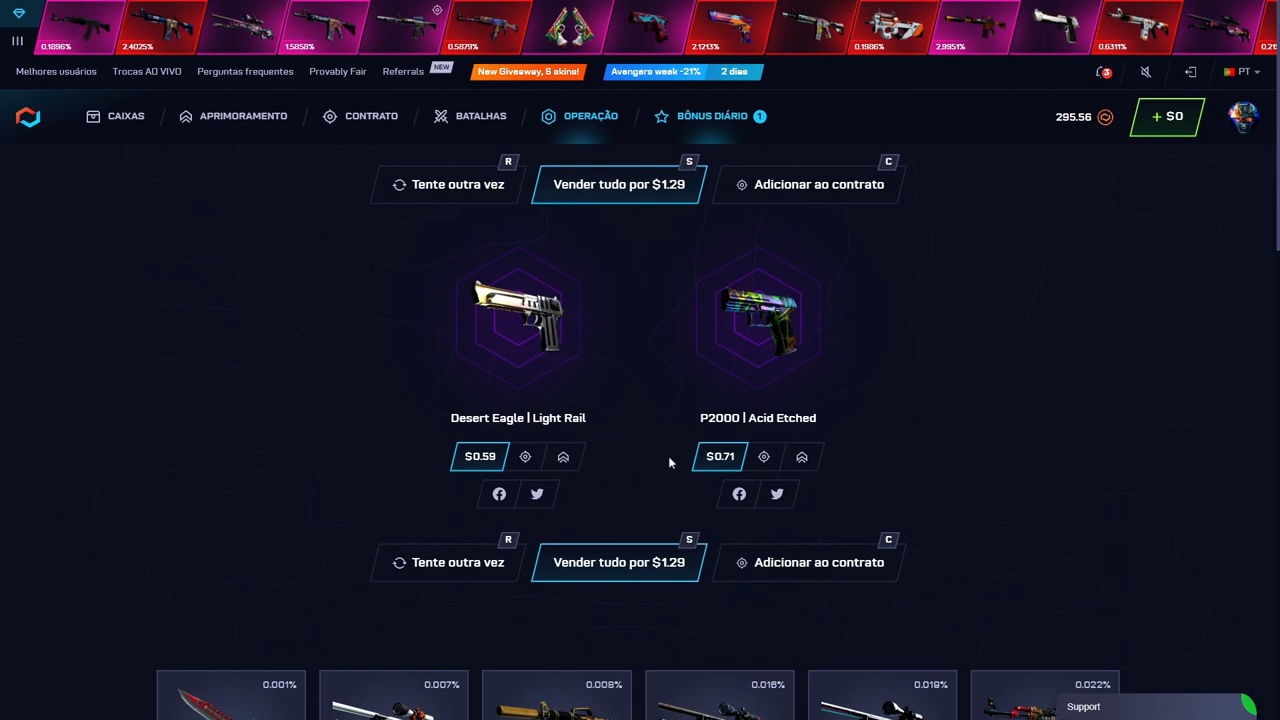 0.1896%
2.4025%
1.5858%
0.5879%
2.1213%
0.1986%
2.9951%
0.6311%
Melhores usuários
Trocas AO VIVO
Perguntas frequentes
Provably Fair
Referrals
NEW
New Giveaway, 6 skins!
Avengers week -21%
2 dias
3
PT
CAIXAS
APRIMORAMENTO
CONTRATO
BATALHAS
OPERAÇÃO
BÔNUS DIÁRIO
1
295.56
+ $0
R
Tente outra vez
S
Vender tudo por $1.29
C
Adicionar ao contrato
Desert Eagle | Light Rail
P2000 | Acid Etched
$0.59
$0.71
R
Tente outra vez
S
Vender tudo por $1.29
C
Adicionar ao contrato
0.001%
0.007%
0.008%
0.016%
0.019%
0.022%
Support